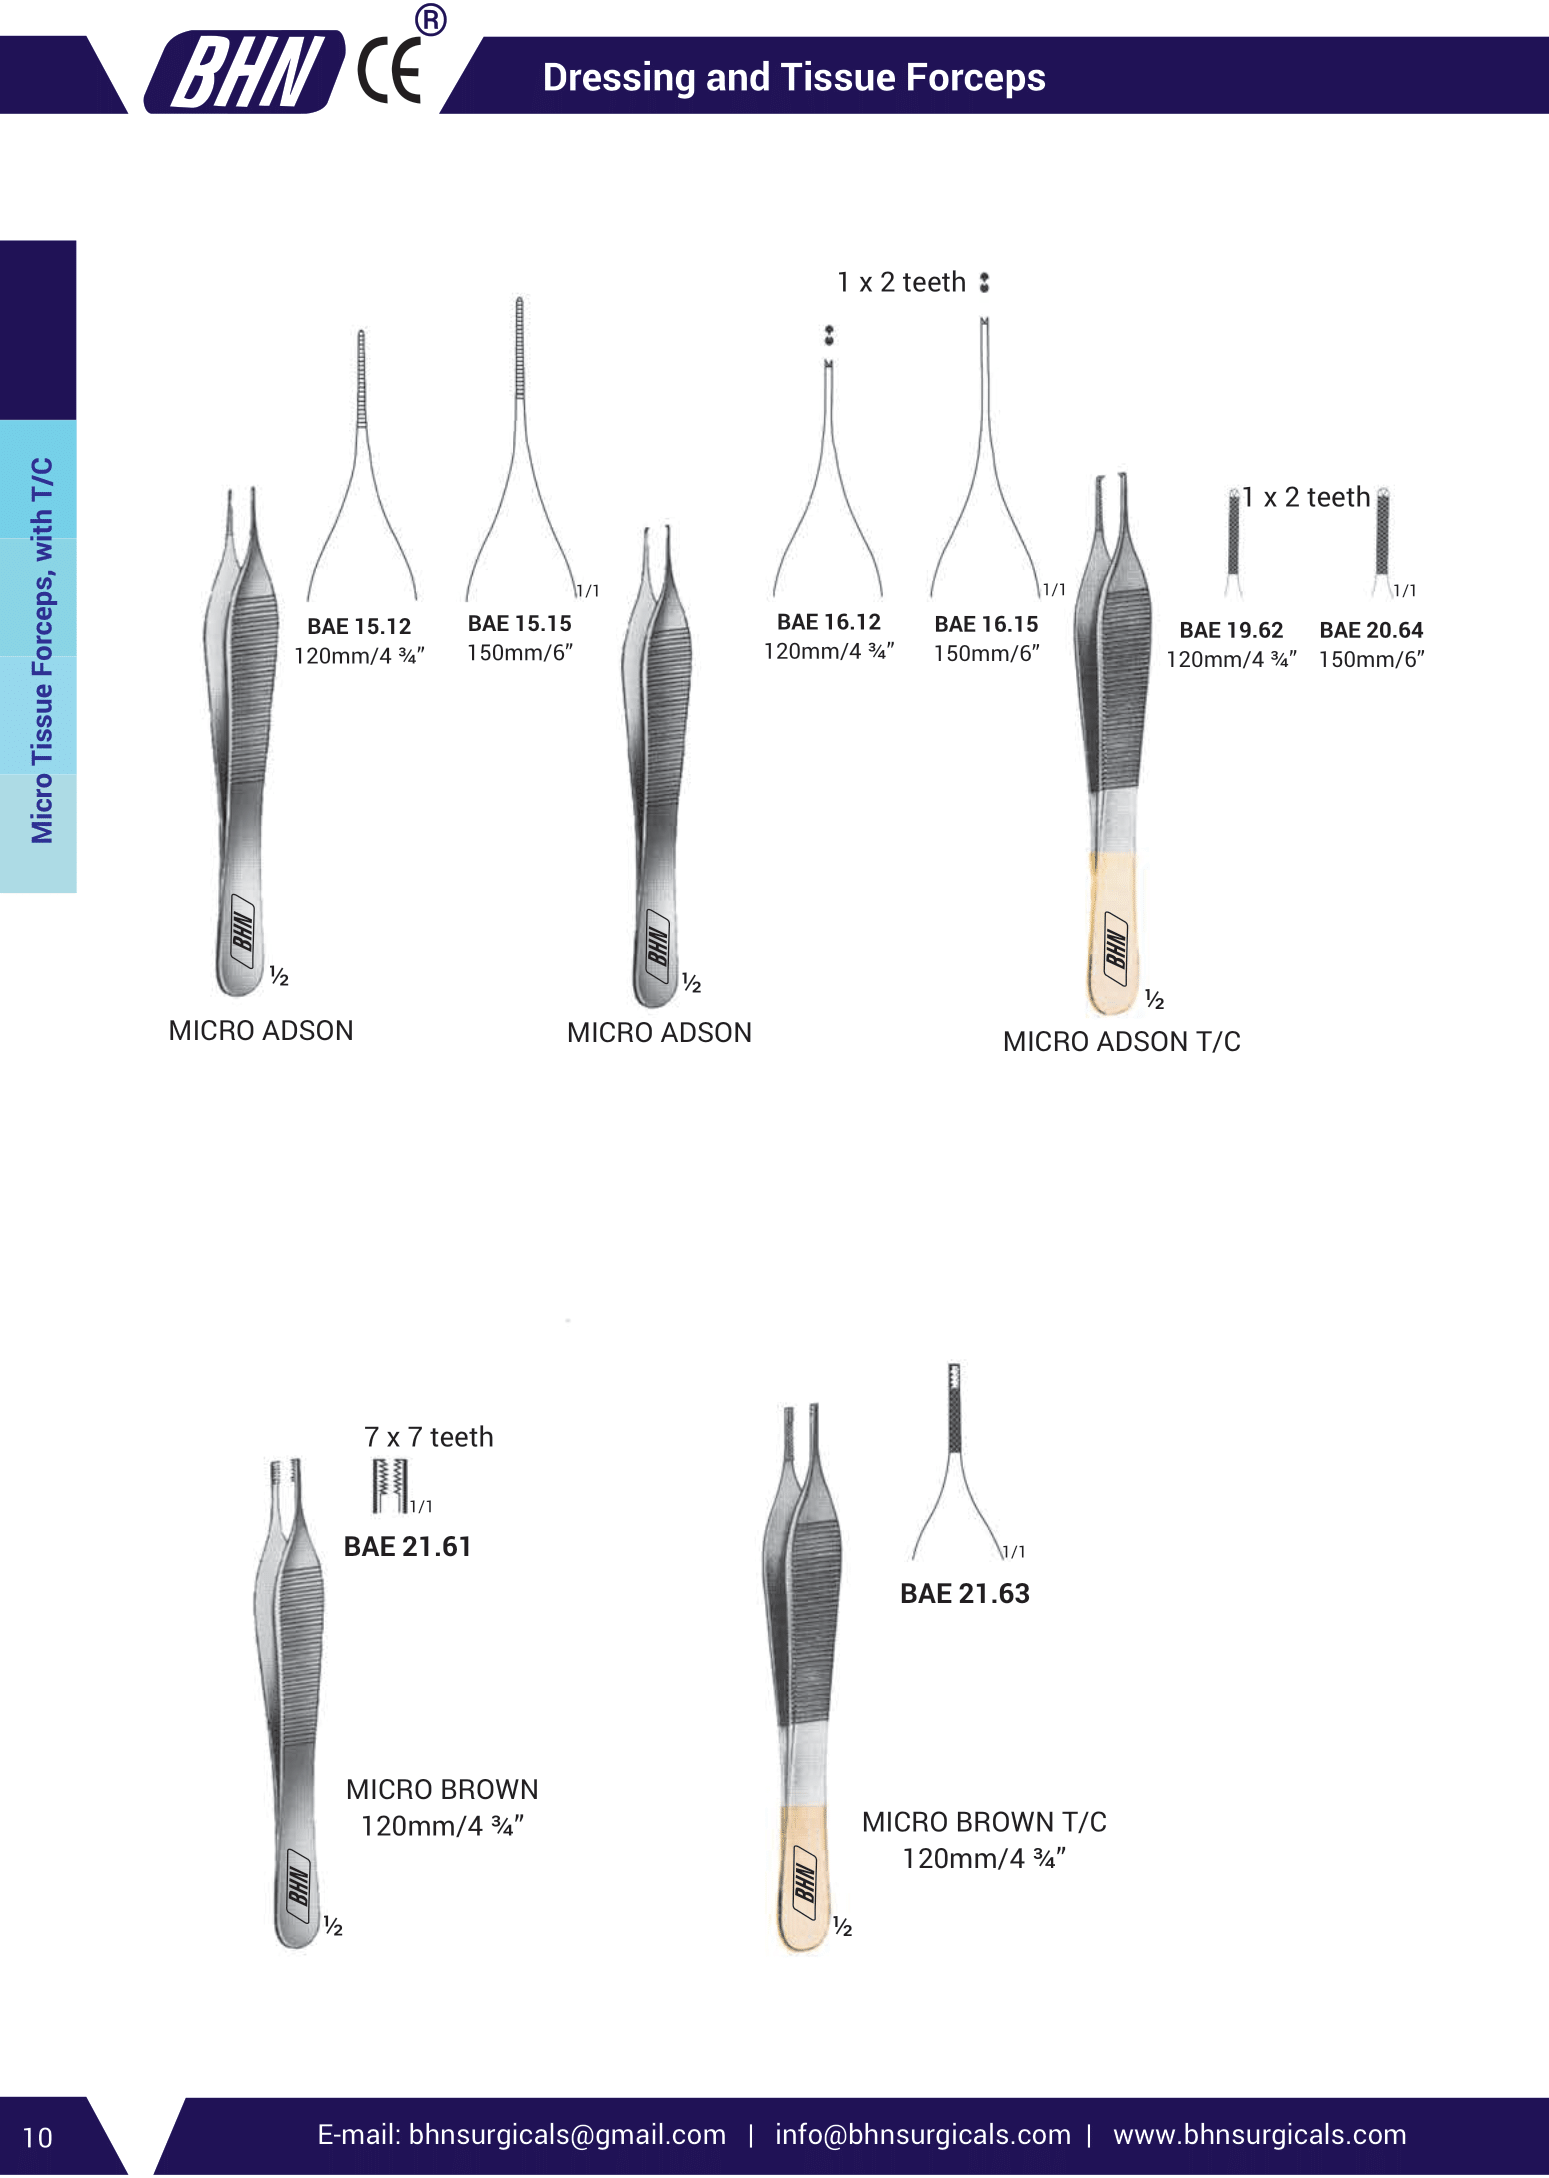 BHN CE ®
Dressing and Tissue Forceps
Micro Tissue Forceps, with T/C
1 x 2 teeth
1 x 2 teeth
1/1
1/1
1/1
BAE 15.12
120mm/4 ¾”
BAE 15.15
150mm/6”
BAE 16.12
120mm/4 ¾”
BAE 16.15
150mm/6”
BAE 19.62
120mm/4 ¾”
BAE 20.64
150mm/6”
BHN
BHN
BHN
½
½
½
MICRO ADSON
MICRO ADSON
MICRO ADSON T/C
7 x 7 teeth
1/1
BAE 21.61
1/1
BAE 21.63
MICRO BROWN
120mm/4 ¾”
MICRO BROWN T/C
120mm/4 ¾”
BHN
BHN
½
½
10
E-mail: bhnsurgicals@gmail.com | info@bhnsurgicals.com | www.bhnsurgicals.com